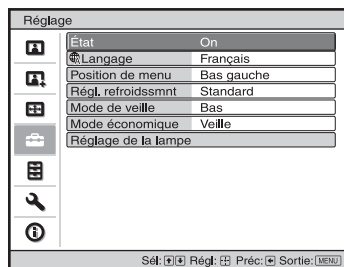 Réglage
État On
Langage Français
Position de menu Bas gauche
Régl. refroidssmnt Standard
Mode de veille Bas
Mode économique Veille
Réglage de la lampe
Sél: Régl: Préc: Sortie: MENU